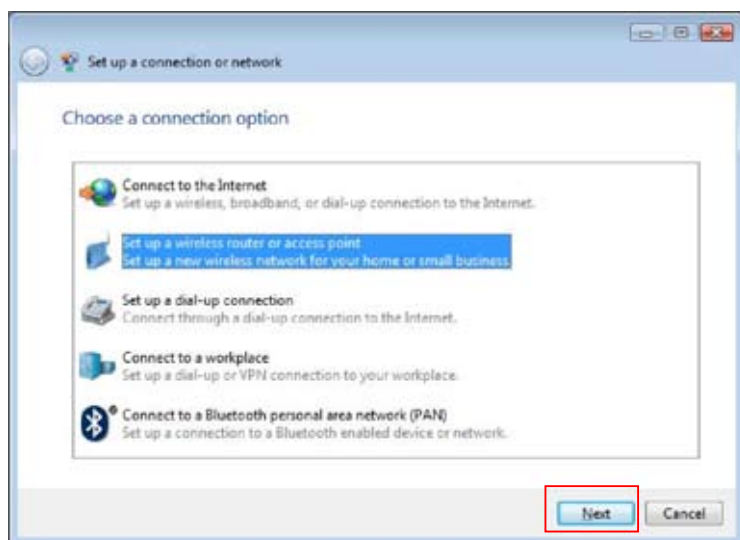 Set up a connection or network
Choose a connection option
Connect to the Internet
Set up a wireless, broadband, or dial-up connection to the Internet.
Set up a wireless router or access point
Set up a new wireless network for your home or small business
Set up a dial-up connection
Connect through a dial-up connection to the Internet.
Connect to a workplace
Set up a dial-up or VPN connection to your workplace.
Connect to a Bluetooth personal area network (PAN)
Set up a connection to a Bluetooth enabled device or network.
Next Cancel